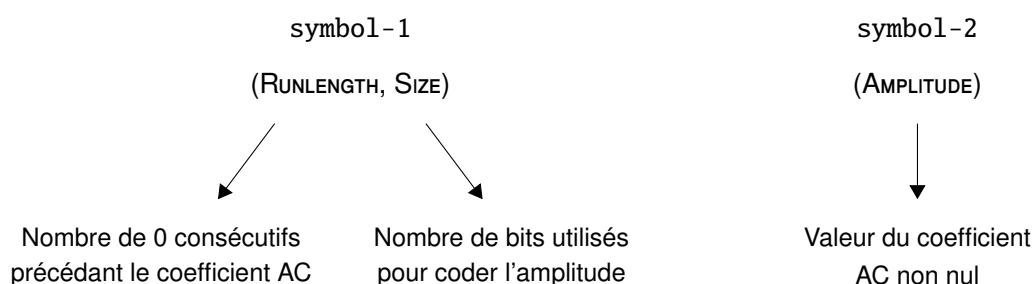 symbol-1
symbol-2
(RUNLENGTH, SIZE)
(AMPLITUDE)
Nombre de 0 consécutifs
précédant le coefficient AC
Nombre de bits utilisés
pour coder l'amplitude
Valeur du coefficient
AC non nul